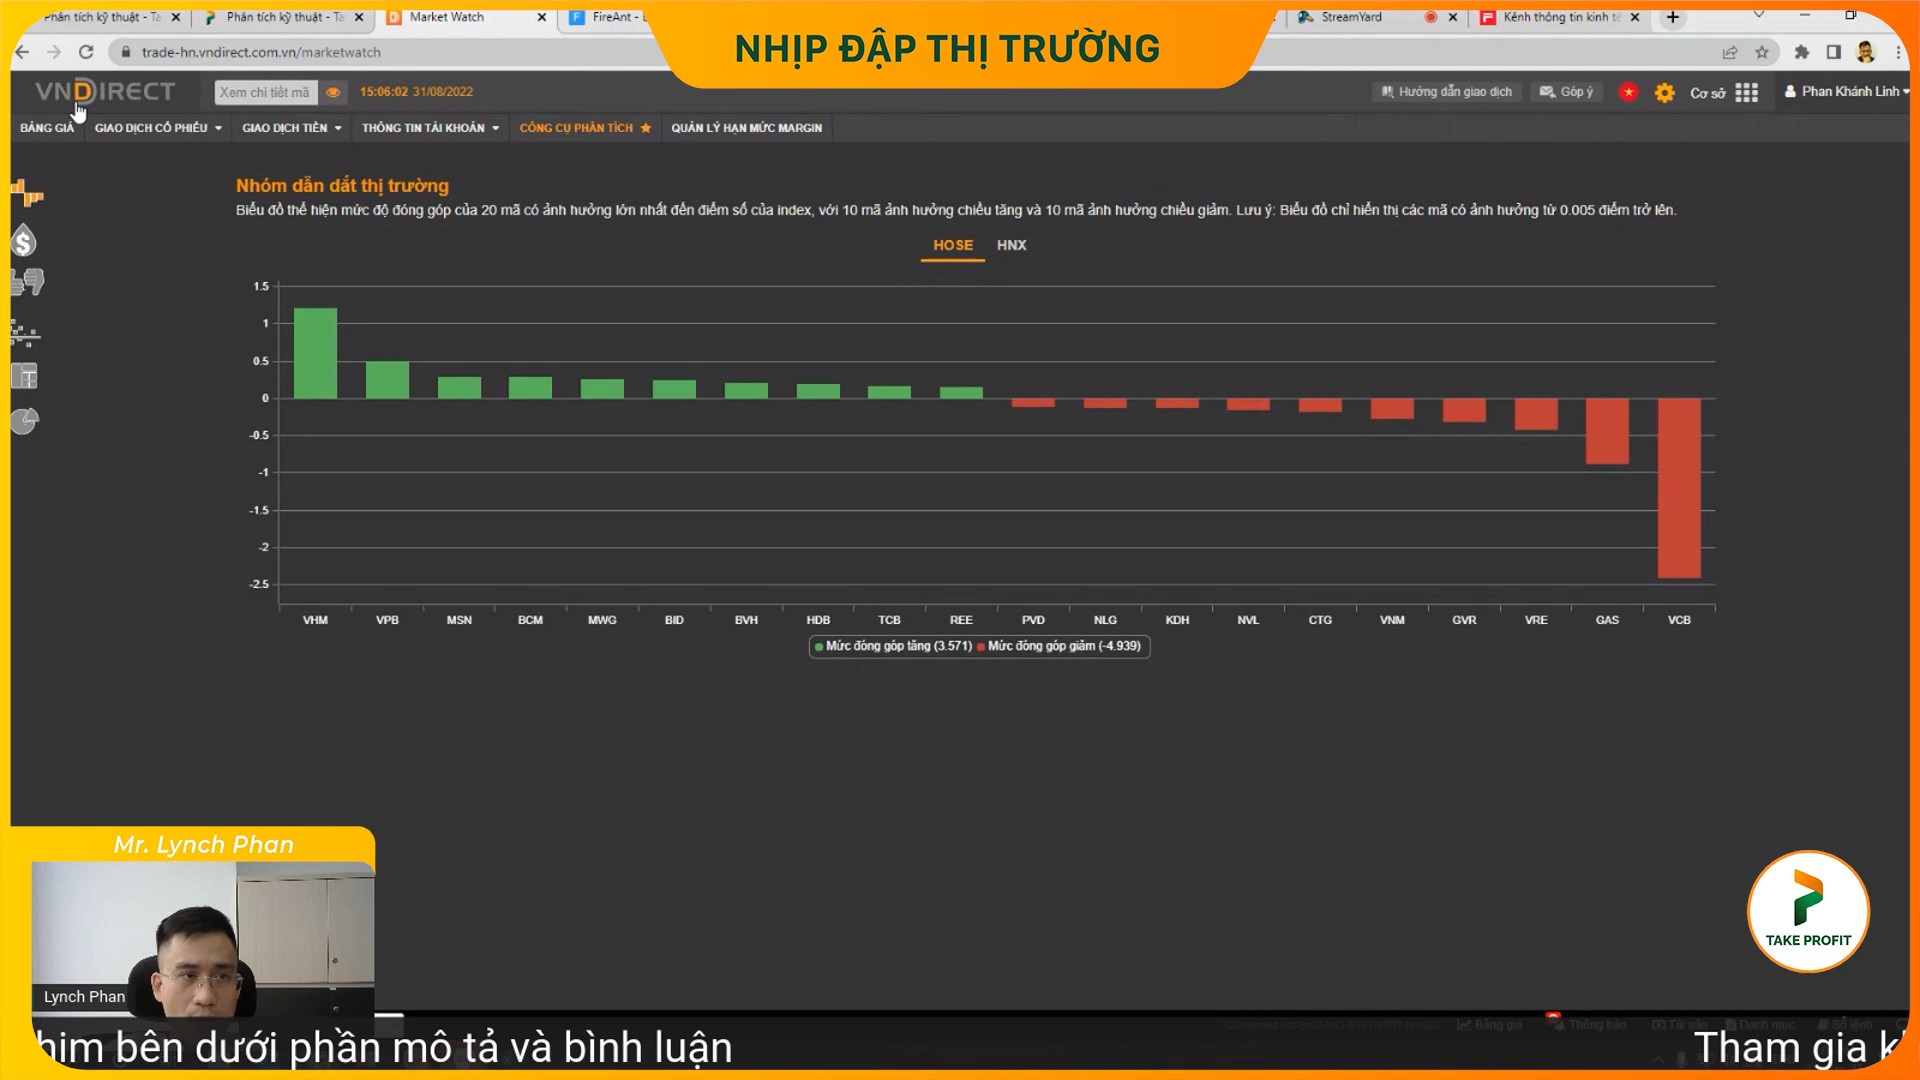 Phân tích kỹ thuật - Ta
Phân tích kỹ thuật - Ta
Market Watch
FireAnt -
StreamYard
Kênh thông tin kinh tế
NHỊP ĐẬP THỊ TRƯỜNG
trade-hn.vndirect.com.vn/marketwatch
VNDIRECT
Xem chi tiết mã
15:06:02 31/08/2022
Hướng dẫn giao dịch
Góp ý
Cơ sở
Phan Khánh Linh
BẢNG GIÁ
GIAO DỊCH CỔ PHIẾU
GIAO DỊCH TIỀN
THÔNG TIN TÀI KHOẢN
CÔNG CỤ PHÂN TÍCH
QUẢN LÝ HẠN MỨC MARGIN
Nhóm dẫn dắt thị trường
Biểu đồ thể hiện mức độ đóng góp của 20 mã có ảnh hưởng lớn nhất đến điểm số của index, với 10 mã ảnh hưởng chiều tăng và 10 mã ảnh hưởng chiều giảm. Lưu ý: Biểu đồ chỉ hiển thị các mã có ảnh hưởng từ 0.005 điểm trở lên.
HOSE HNX
1.5
1
0.5
0
-0.5
-1
-1.5
-2
-2.5
VHM VPB MSN BCM MWG BID BVH HDB TCB REE PVD NLG KDH NVL CTG VNM GVR VRE GAS VCB
Mức đóng góp tăng (3.571) Mức đóng góp giảm (-4.939)
Mr. Lynch Phan
Lynch Phan
TAKE PROFIT
Bảng giá
Thông báo
Tài sản
Danh mục
Sổ lệnh
him bên dưới phần mô tả và bình luận
Tham gia k